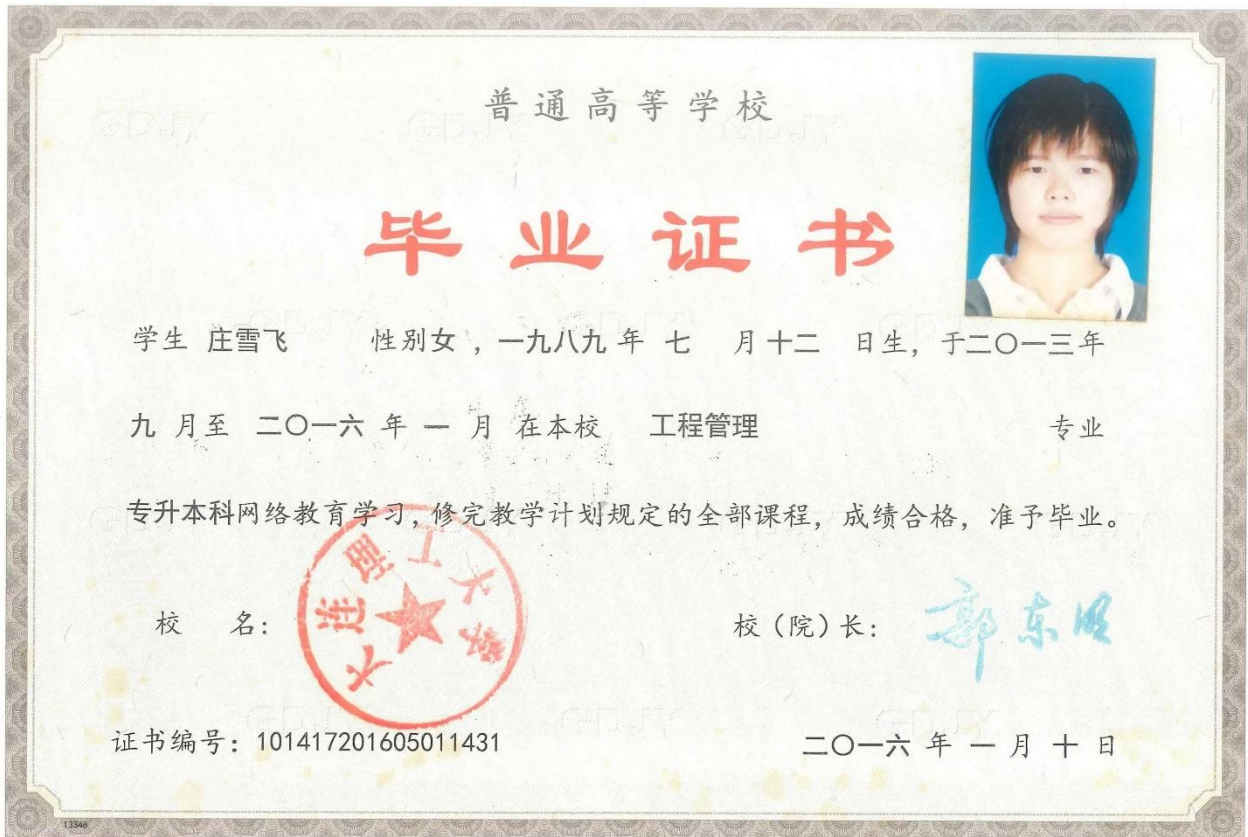 普通高等学校
毕业证书
学生 庄雪飞 性别女，一九八九年 七 月十二 日生，于二〇一三年
九 月至 二〇一六 年 一 月 在本校 工程管理 专业
专升本科网络教育学习，修完教学计划规定的全部课程，成绩合格，准予毕业。
大连理工大学
校 名： 校（院）长： 郭东明
证书编号：101417201605011431 二〇一六 年 一 月 十 日
13346